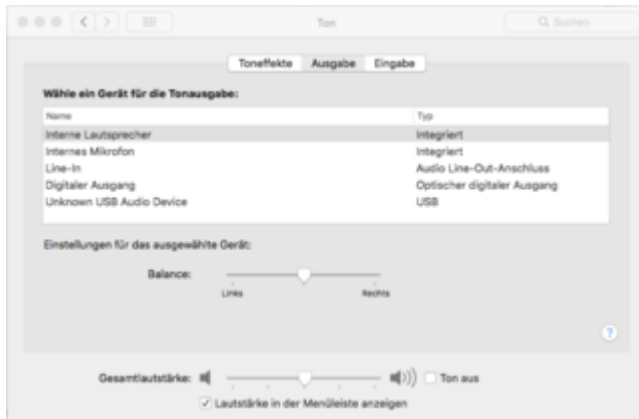 Ton
Suchen
Toneffekte Ausgabe Eingabe
Wähle ein Gerät für die Tonausgabe:
Name Typ
Interne Lautsprecher Integriert
Internes Mikrofon Integriert
Line-In Audio Line-Out-Anschluss
Digitaler Ausgang Optischer digitaler Ausgang
Unknown USB Audio Device USB
Einstellungen für das ausgewählte Gerät:
Balance:
Links Rechts
?
Gesamtlautstärke: Ton aus
Lautstärke in der Menüleiste anzeigen